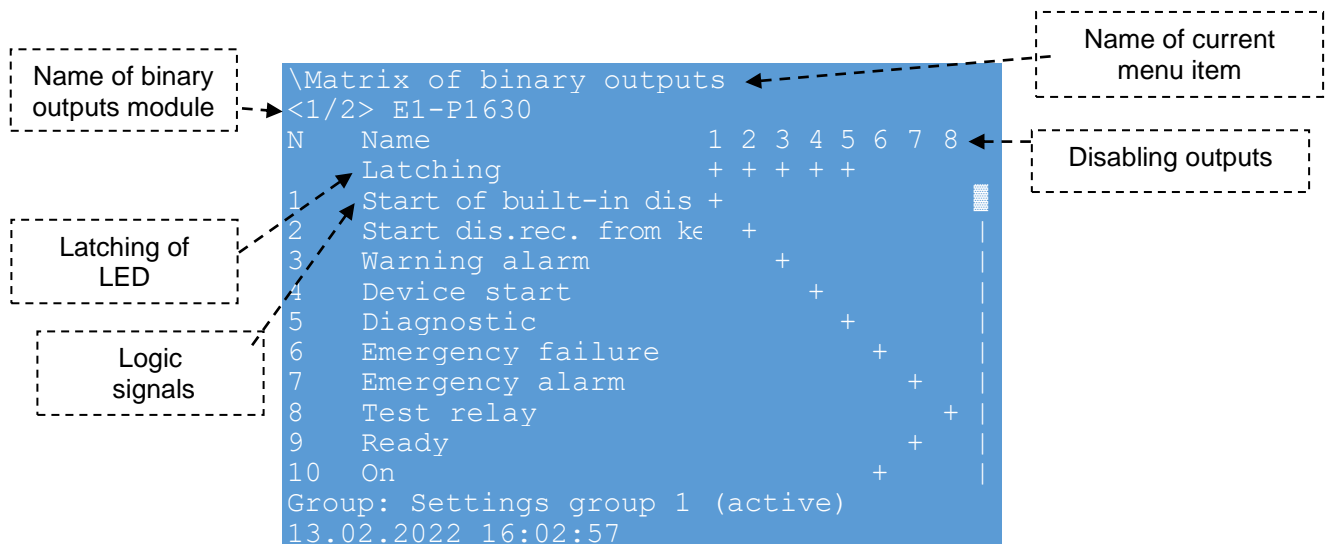 Name of current
menu item
Name of binary
outputs module
\Matrix of binary outputs
<1/2> E1-P1630
N Name 1 2 3 4 5 6 7 8
Disabling outputs
Latching + + + + +
1 Start of built-in dis +
2 Start dis.rec. from ke +
3 Warning alarm +
4 Device start +
5 Diagnostic +
6 Emergency failure +
7 Emergency alarm +
8 Test relay +
9 Ready +
10 On +
Group: Settings group 1 (active)
13.02.2022 16:02:57
Latching of
LED
Logic
signals